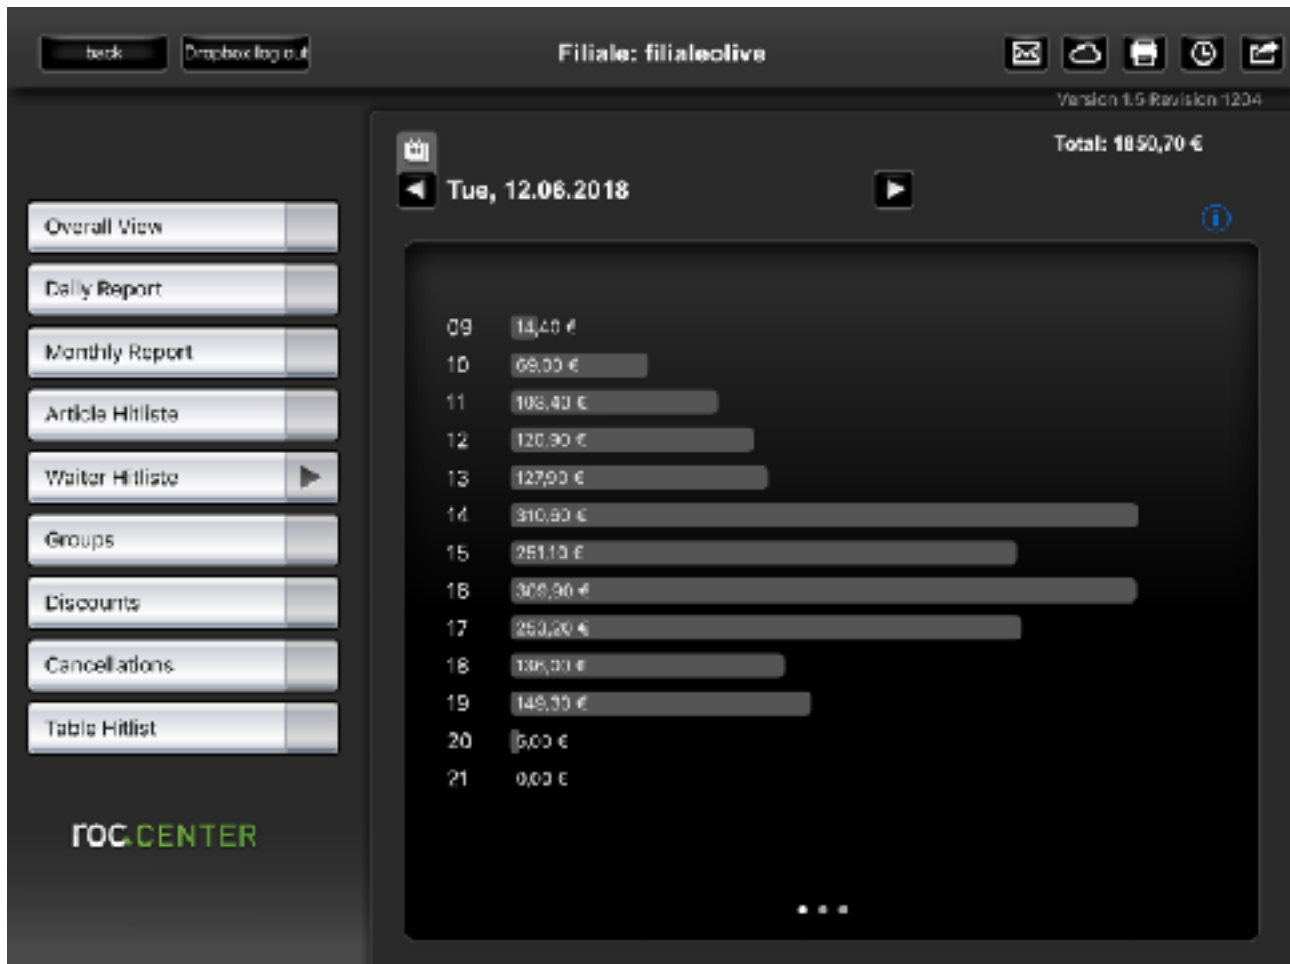 back
Dropbox log out
Filiale: filialeolive
Version 1.5 Revision 1204
Total: 1850,70 €
Tue, 12.06.2018
Overall View
Daily Report
Monthly Report
Article Hitliste
Waiter Hitliste
Groups
Discounts
Cancellations
Table Hitlist
roc.CENTER
09 14,40 €
10 69,00 €
11 103,40 €
12 120,90 €
13 127,90 €
14 310,60 €
15 251,10 €
16 309,90 €
17 253,20 €
18 136,00 €
19 149,30 €
20 5,00 €
21 0,00 €